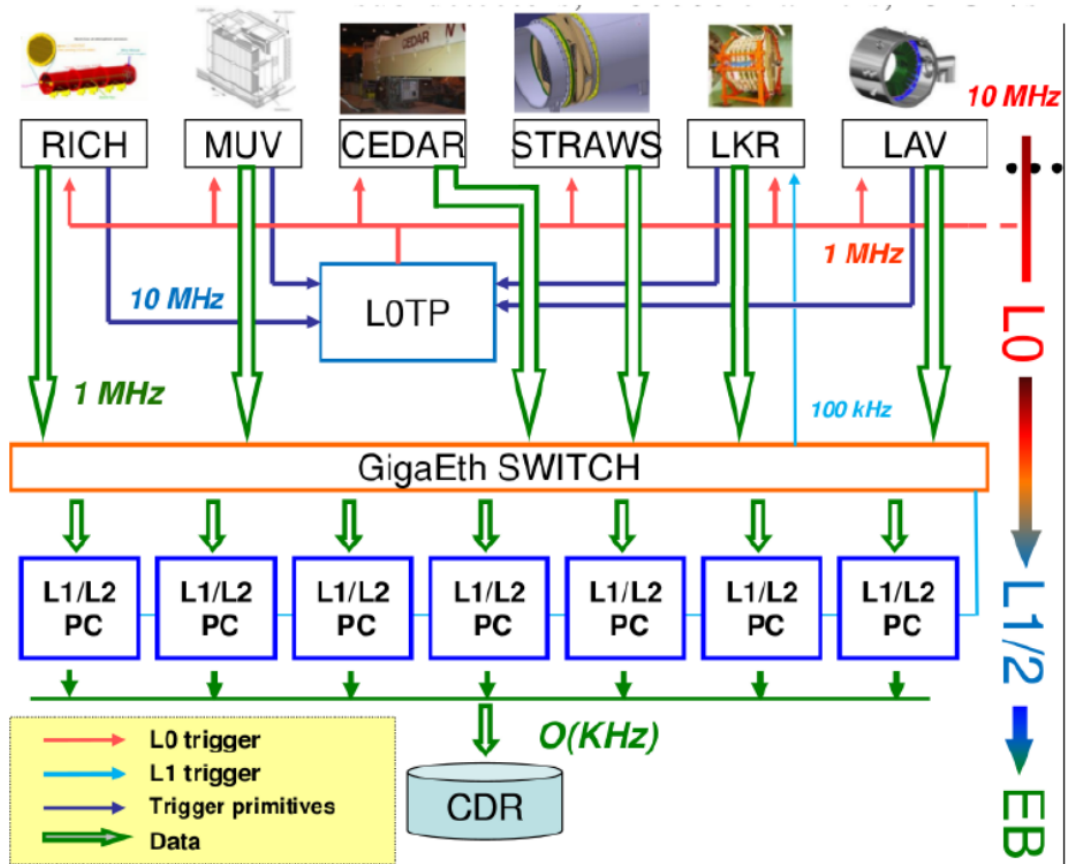 CEDAR
10 MHz
RICH
MUV
CEDAR
STRAWS
LKR
LAV
1 MHz
10 MHz
L0TP
L0
1 MHz
100 kHz
GigaEth SWITCH
L1/L2 PC
L1/L2 PC
L1/L2 PC
L1/L2 PC
L1/L2 PC
L1/L2 PC
L1/L2 PC
L1/2
O(KHz)
CDR
EB
L0 trigger
L1 trigger
Trigger primitives
Data